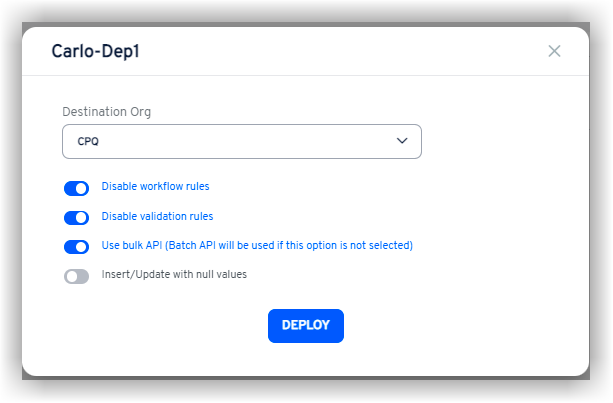 Carlo-Dep1
Destination Org
CPQ
Disable workflow rules
Disable validation rules
Use bulk API (Batch API will be used if this option is not selected)
Insert/Update with null values
DEPLOY